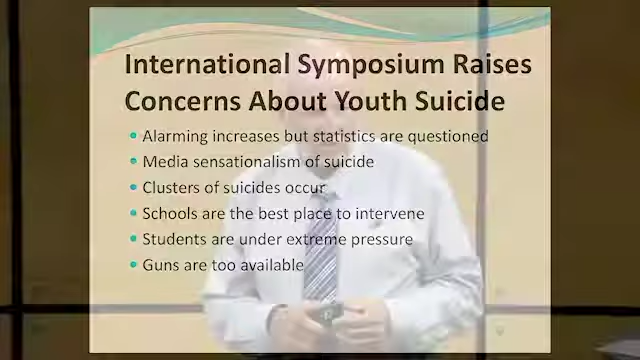 International Symposium Raises
Concerns About Youth Suicide
Alarming increases but statistics are questioned
Media sensationalism of suicide
Clusters of suicides occur
Schools are the best place to intervene
Students are under extreme pressure
Guns are too available